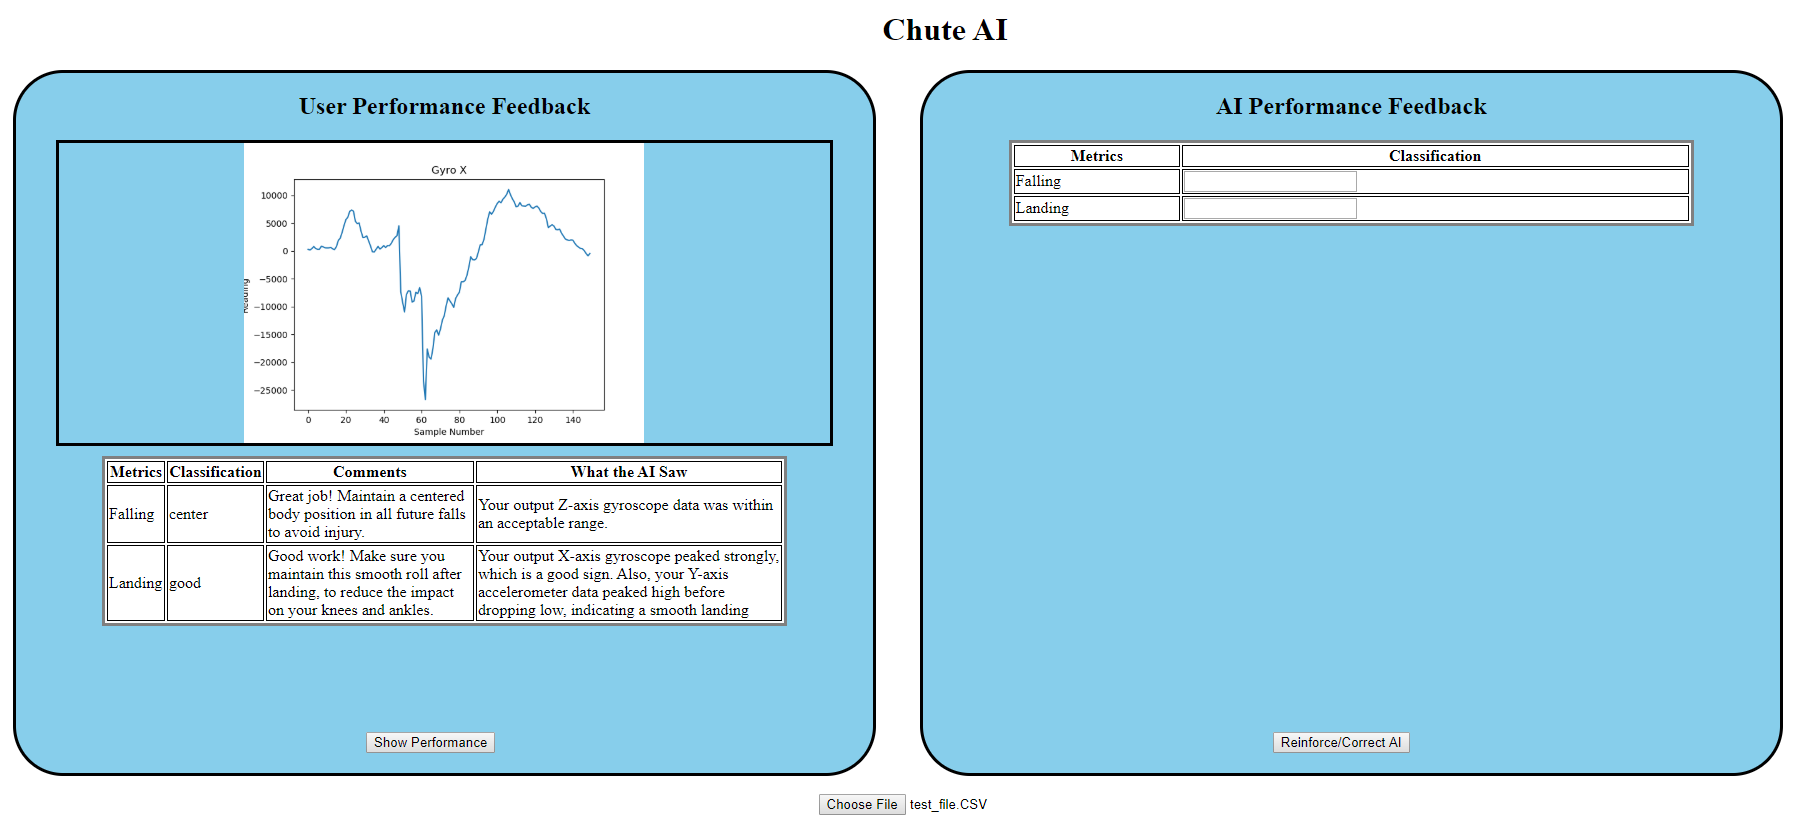 Chute AI
User Performance Feedback
Gyro X
10000
5000
0
−5000
−10000
−15000
−20000
−25000
Reading
0 20 40 60 80 100 120 140
Sample Number
Metrics Classification Comments What the AI Saw
Falling center
Great job! Maintain a centered
body position in all future falls
to avoid injury.
Your output Z-axis gyroscope data was within
an acceptable range.
Landing good
Good work! Make sure you
maintain this smooth roll after
landing, to reduce the impact
on your knees and ankles.
Your output X-axis gyroscope peaked strongly,
which is a good sign. Also, your Y-axis
accelerometer data peaked high before
dropping low, indicating a smooth landing
Show Performance
AI Performance Feedback
Metrics Classification
Falling
Landing
Reinforce/Correct AI
Choose File test_file.CSV